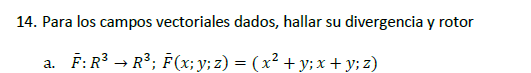 14. Para los campos vectoriales dados, hallar su divergencia y rotor
a. F̄: R³ → R³; F̄(x; y; z) = (x² + y; x + y; z)